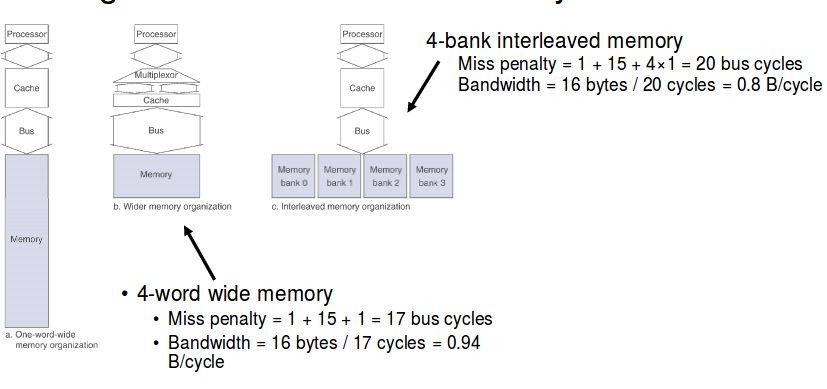 Processor
Cache
Bus
Memory
a. One-word-wide
memory organization
Processor
Multiplexor
Cache
Bus
Memory
b. Wider memory organization
Processor
Cache
Bus
Memory
bank 0
Memory
bank 1
Memory
bank 2
Memory
bank 3
c. Interleaved memory organization
4-bank interleaved memory
Miss penalty = 1 + 15 + 4×1 = 20 bus cycles
Bandwidth = 16 bytes / 20 cycles = 0.8 B/cycle
• 4-word wide memory
• Miss penalty = 1 + 15 + 1 = 17 bus cycles
• Bandwidth = 16 bytes / 17 cycles = 0.94
B/cycle